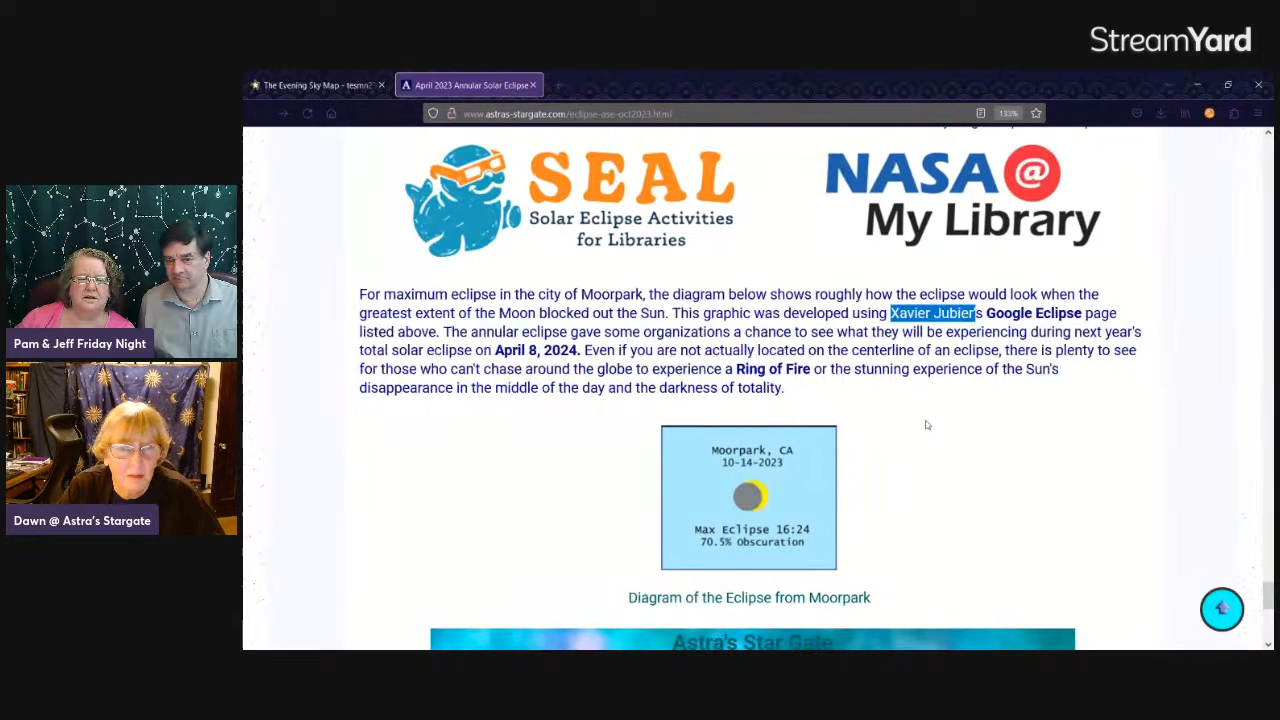 StreamYard
The Evening Sky Map - tesmn2
April 2023 Annular Solar Eclipse
www.astras-stargate.com/eclipse-ase-oct2023.html
133%
SEAL
Solar Eclipse Activities
for Libraries
NASA @
My Library
For maximum eclipse in the city of Moorpark, the diagram below shows roughly how the eclipse would look when the
greatest extent of the Moon blocked out the Sun. This graphic was developed using Xavier Jubier's Google Eclipse page
listed above. The annular eclipse gave some organizations a chance to see what they will be experiencing during next year's
total solar eclipse on April 8, 2024. Even if you are not actually located on the centerline of an eclipse, there is plenty to see
for those who can't chase around the globe to experience a Ring of Fire or the stunning experience of the Sun's
disappearance in the middle of the day and the darkness of totality.
Moorpark, CA
10-14-2023
Max Eclipse 16:24
70.5% Obscuration
Diagram of the Eclipse from Moorpark
Astra's Star Gate
Pam & Jeff Friday Night
Dawn @ Astra's Stargate